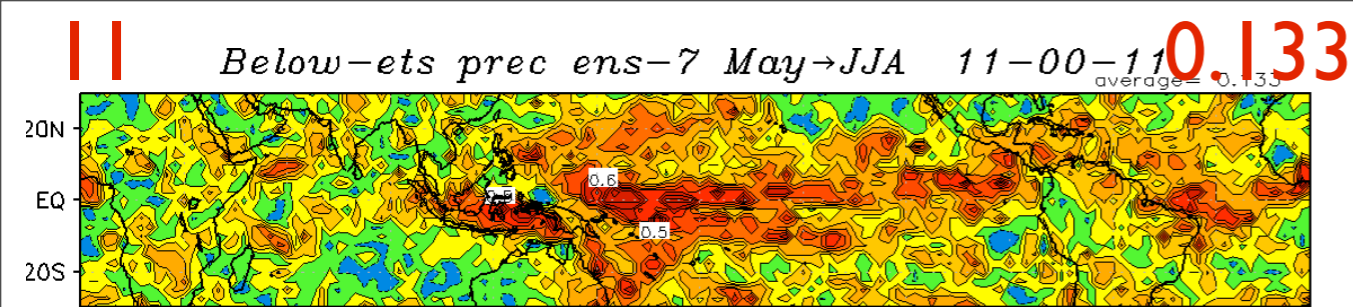 11 0.133
Below-ets prec ens-7 May→JJA 11-00-11
average= 0.133
20N
0.6
EQ
0.5
20S